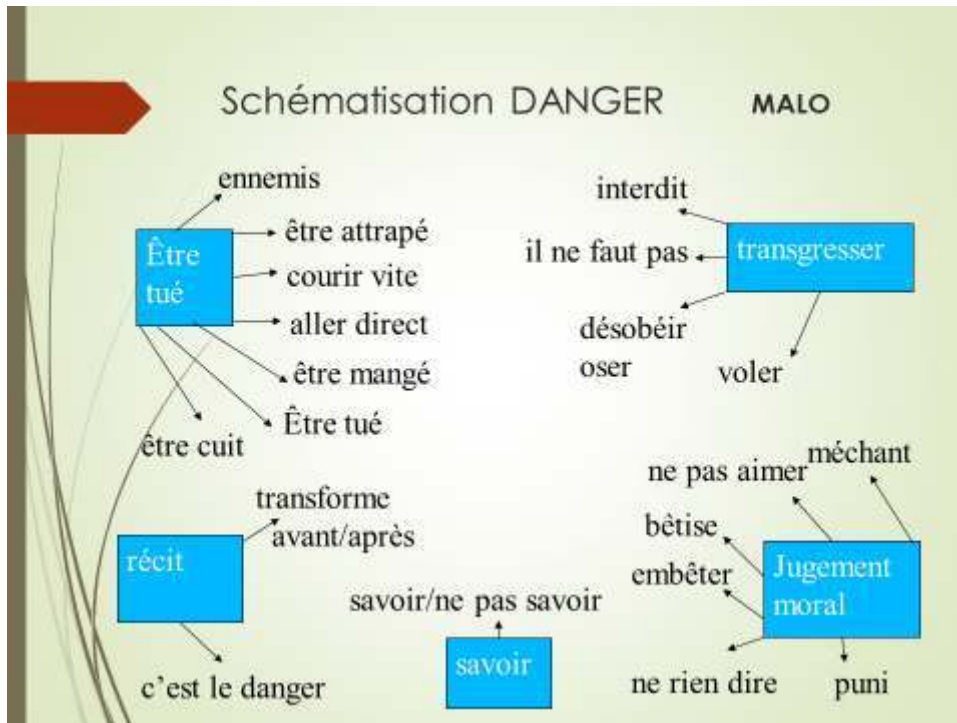 Schématisation DANGER MALO
ennemis
Être
tué
être attrapé
courir vite
aller direct
être mangé
Être tué
être cuit
interdit
il ne faut pas
transgresser
désobéir
oser
voler
récit
transforme
avant/après
c’est le danger
savoir/ne pas savoir
savoir
méchant
ne pas aimer
bêtise
embêter
Jugement
moral
ne rien dire
puni